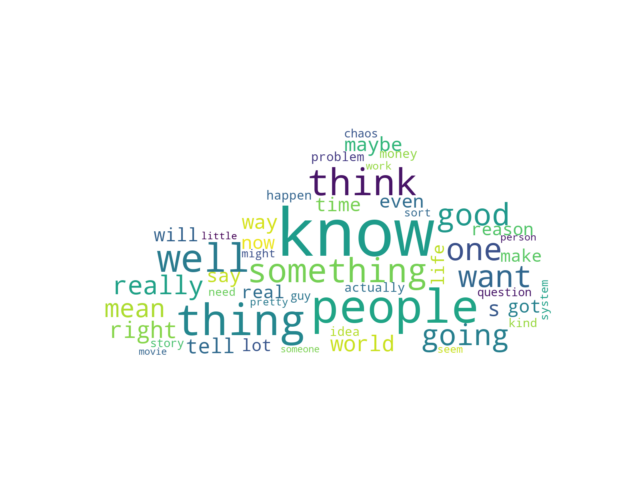 chaos
maybe
problem money
work
think
happen
time even
sort
know good
way
reason
will little now person
might
well one
say something life make
really need real actually want
question system
pretty guy
mean thing people s got
right idea kind
going
story tell lot world
movie someone seem